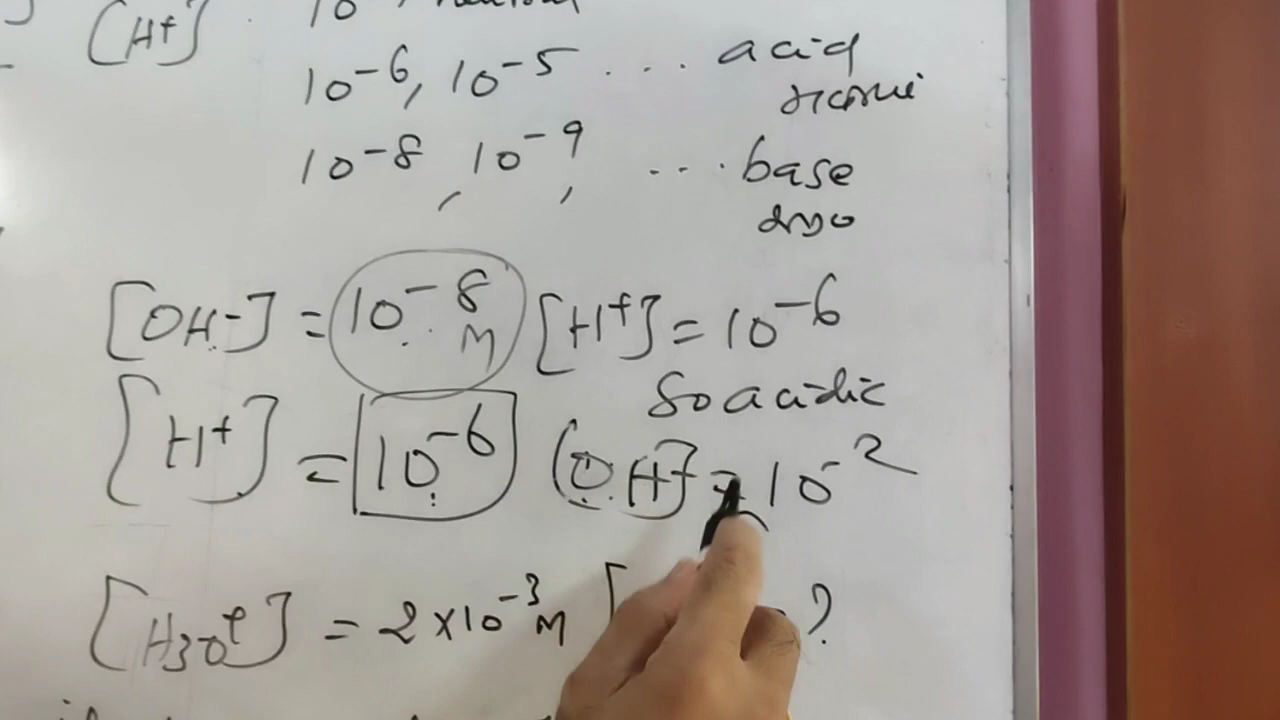 [H+]
10-6, 10-5 ... acid
10-8, 10-9, ... base
[OH-] = 10-8 M [H+] = 10-6
So acidic
[H+] = 10-6 [OH-] = 10-2
[H3O+] = 2 x 10-3 M [ ?